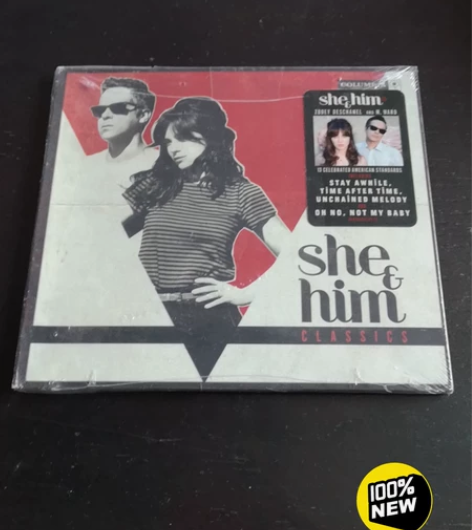 COLUMBIA
she&him
ZOOEY DESCHANEL AND M. WARD
13 CELEBRATED AMERICAN STANDARDS
STAY AWHILE,
TIME AFTER TIME,
UNCHAINED MELODY
OH NO, NOT MY BABY
she
&
him
CLASSICS
100%
NEW